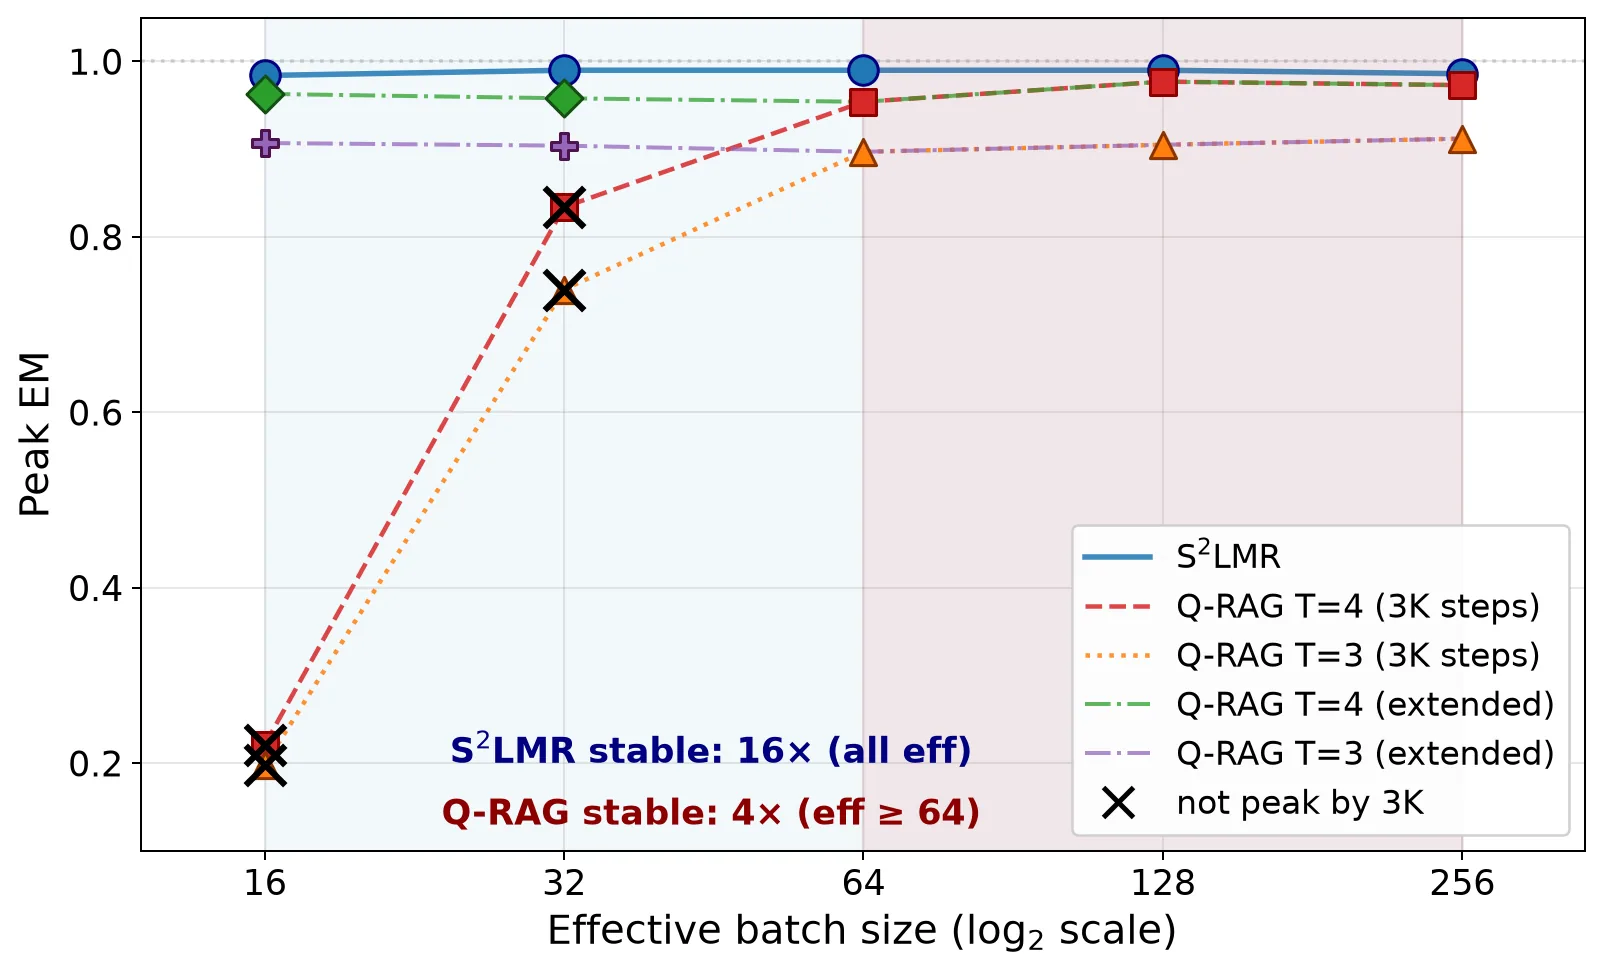 1.0
0.8
0.6
0.4
0.2
Peak EM
16
32
64
128
256
Effective batch size (log₂ scale)
S²LMR stable: 16× (all eff)
Q-RAG stable: 4× (eff ≥ 64)
S²LMR
Q-RAG T=4 (3K steps)
Q-RAG T=3 (3K steps)
Q-RAG T=4 (extended)
Q-RAG T=3 (extended)
not peak by 3K